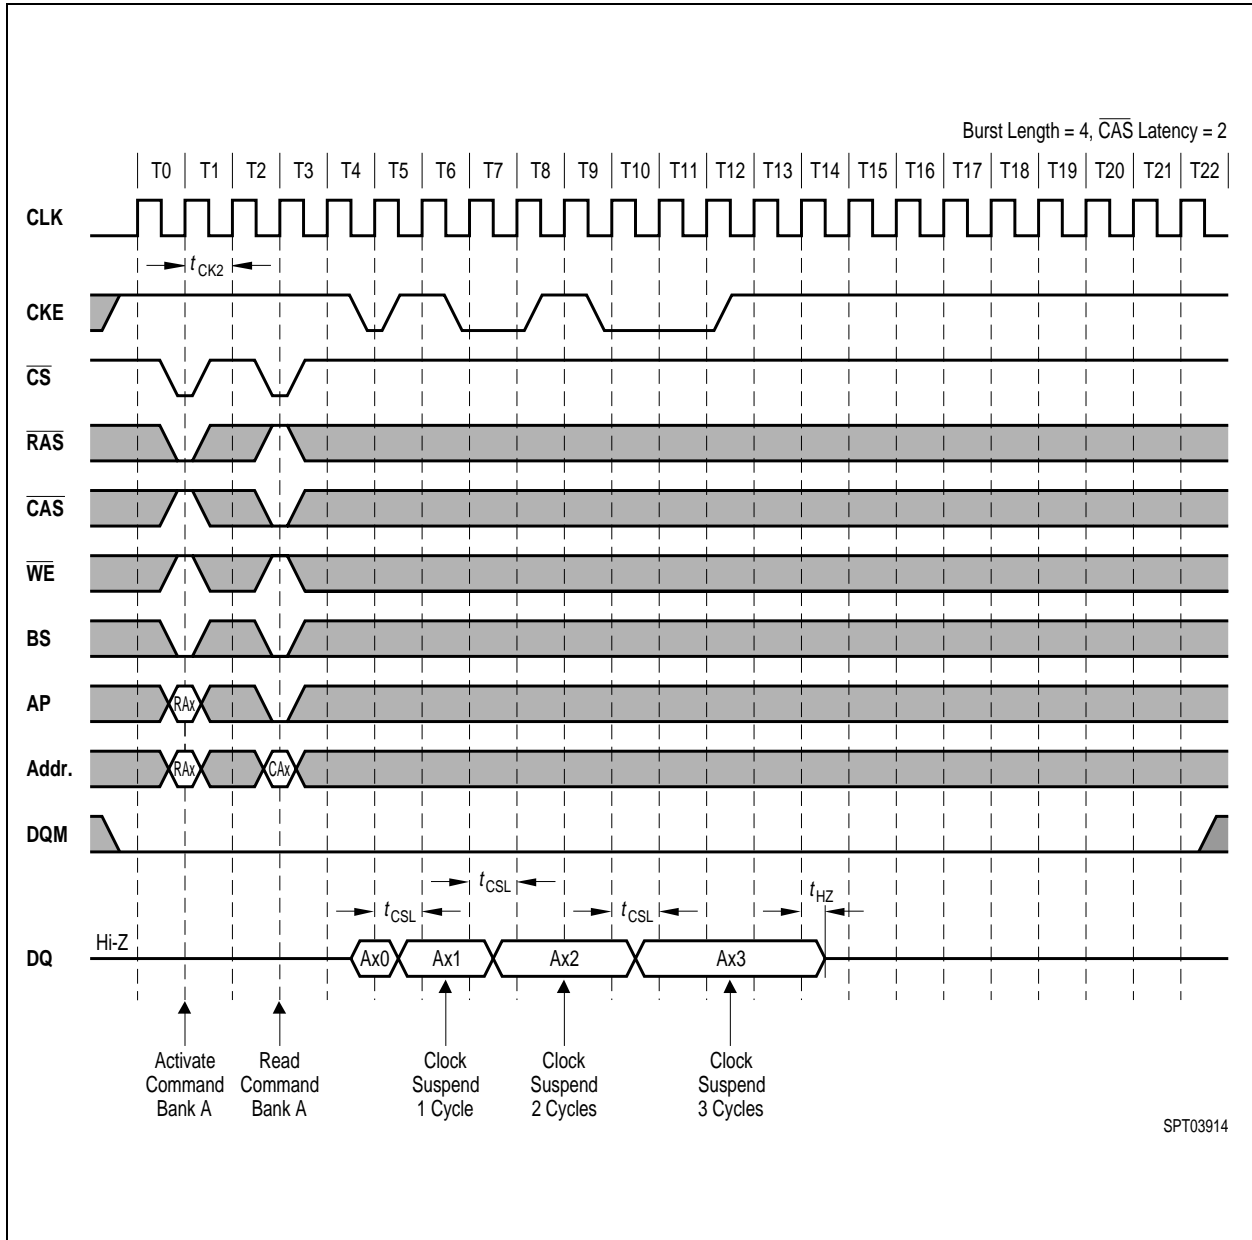 Burst Length = 4, CAS Latency = 2
T0 T1 T2 T3 T4 T5 T6 T7 T8 T9 T10 T11 T12 T13 T14 T15 T16 T17 T18 T19 T20 T21 T22
CLK
tCK2
CKE
CS
RAS
CAS
WE
BS
AP RAx
Addr. RAx CAx
DQM
tCSL tCSL tCSL tHZ
Hi-Z
DQ Ax0 Ax1 Ax2 Ax3
Activate Command Bank A
Read Command Bank A
Clock Suspend 1 Cycle
Clock Suspend 2 Cycles
Clock Suspend 3 Cycles
SPT03914